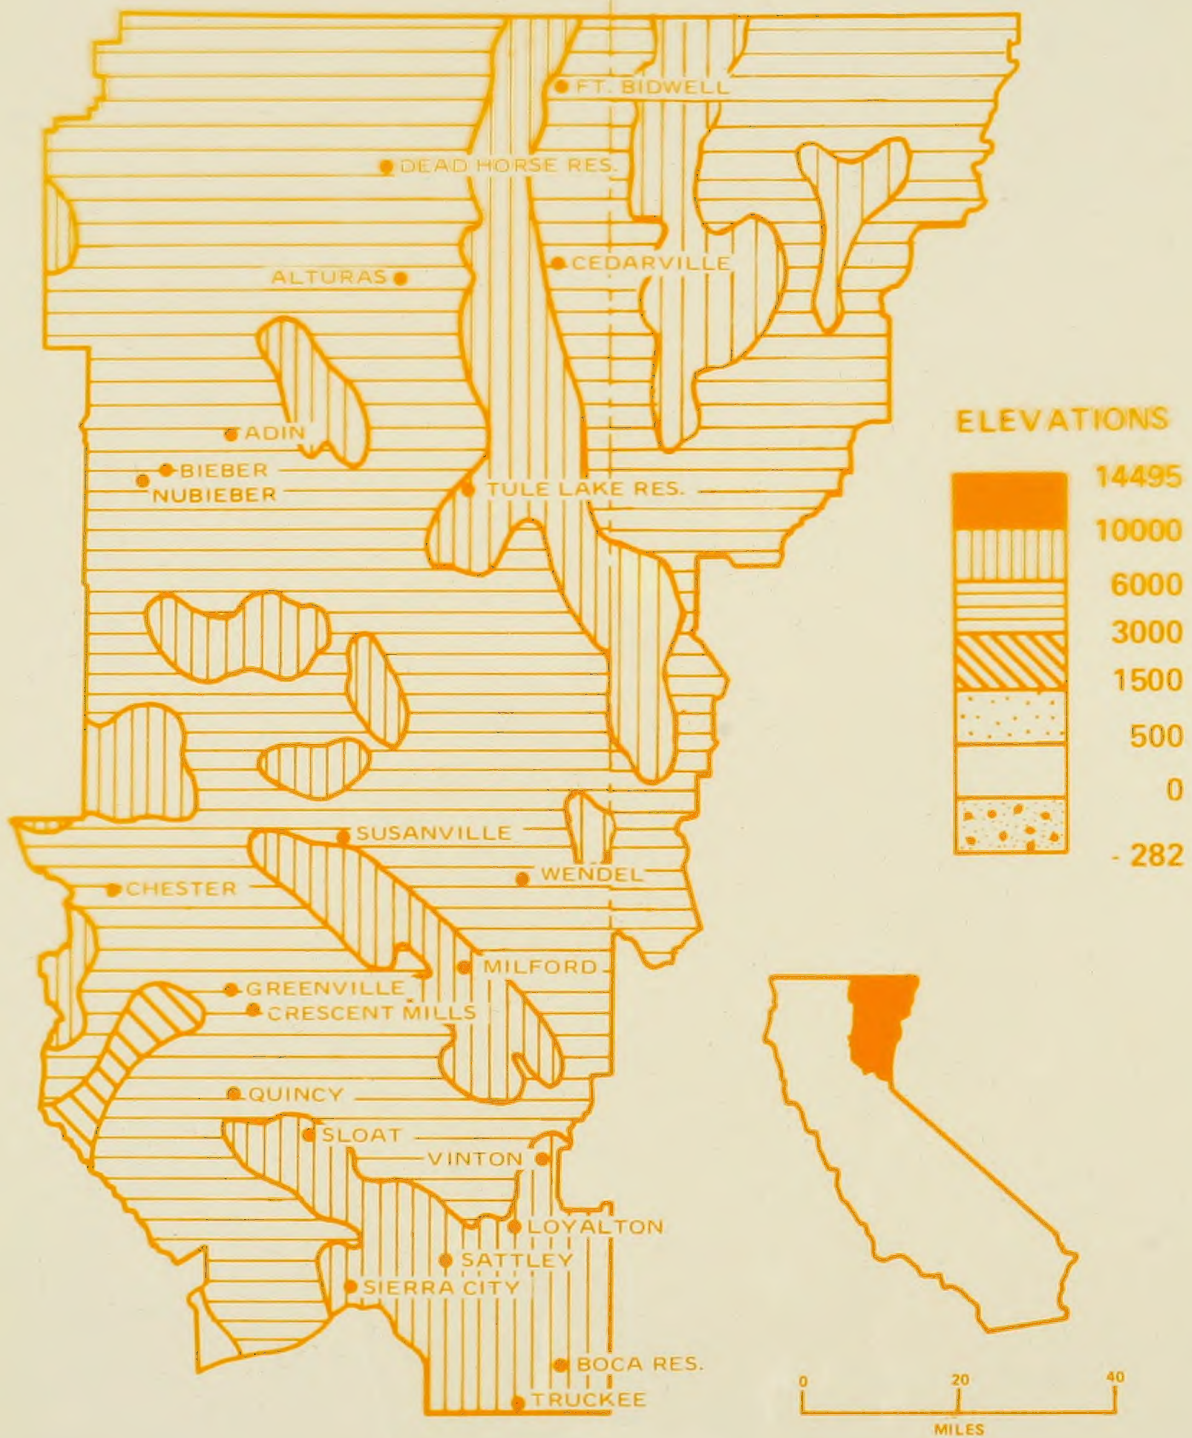 FT. BIDWELL
DEAD HORSE RES.
CEDARVILLE
ALTURAS
ELEVATIONS
ADIN
BIEBER
NUBIEBER
TULE LAKE RES.
14495
10000
6000
3000
1500
500
0
- 282
SUSANVILLE
WENDEL
CHESTER
MILFORD
GREENVILLE
CRESCENT MILLS
QUINCY
SLOAT
VINTON
LOYALTON
SATTLEY
SIERRA CITY
BOCA RES.
TRUCKEE
0 20 40
MILES